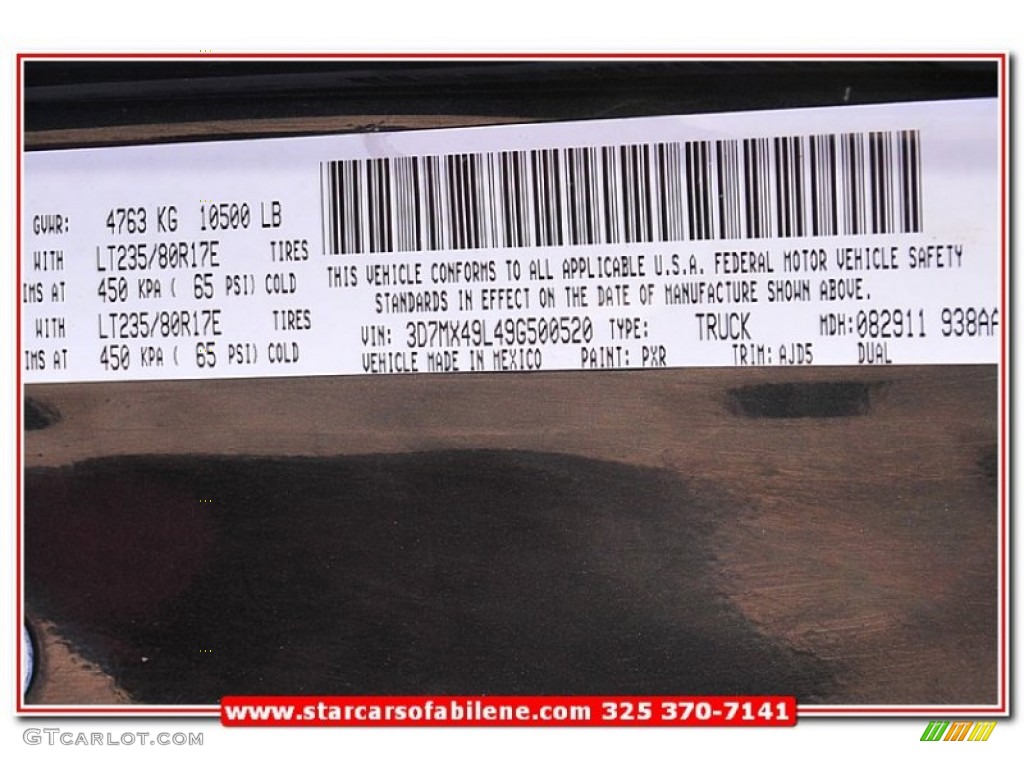 GVWR: 4763 KG 10500 LB
WITH LT235/80R17E TIRES
IMS AT 450 KPA ( 65 PSI) COLD
WITH LT235/80R17E TIRES
IMS AT 450 KPA ( 65 PSI) COLD
THIS VEHICLE CONFORMS TO ALL APPLICABLE U.S.A. FEDERAL MOTOR VEHICLE SAFETY
STANDARDS IN EFFECT ON THE DATE OF MANUFACTURE SHOWN ABOVE.
VIN: 3D7MX49L49G500520 TYPE: TRUCK MDH:082911 938AA
VEHICLE MADE IN MEXICO PAINT: PXR TRIM: AJD5 DUAL
www.starcarsofabilene.com 325 370-7141
GTCARLOT.COM